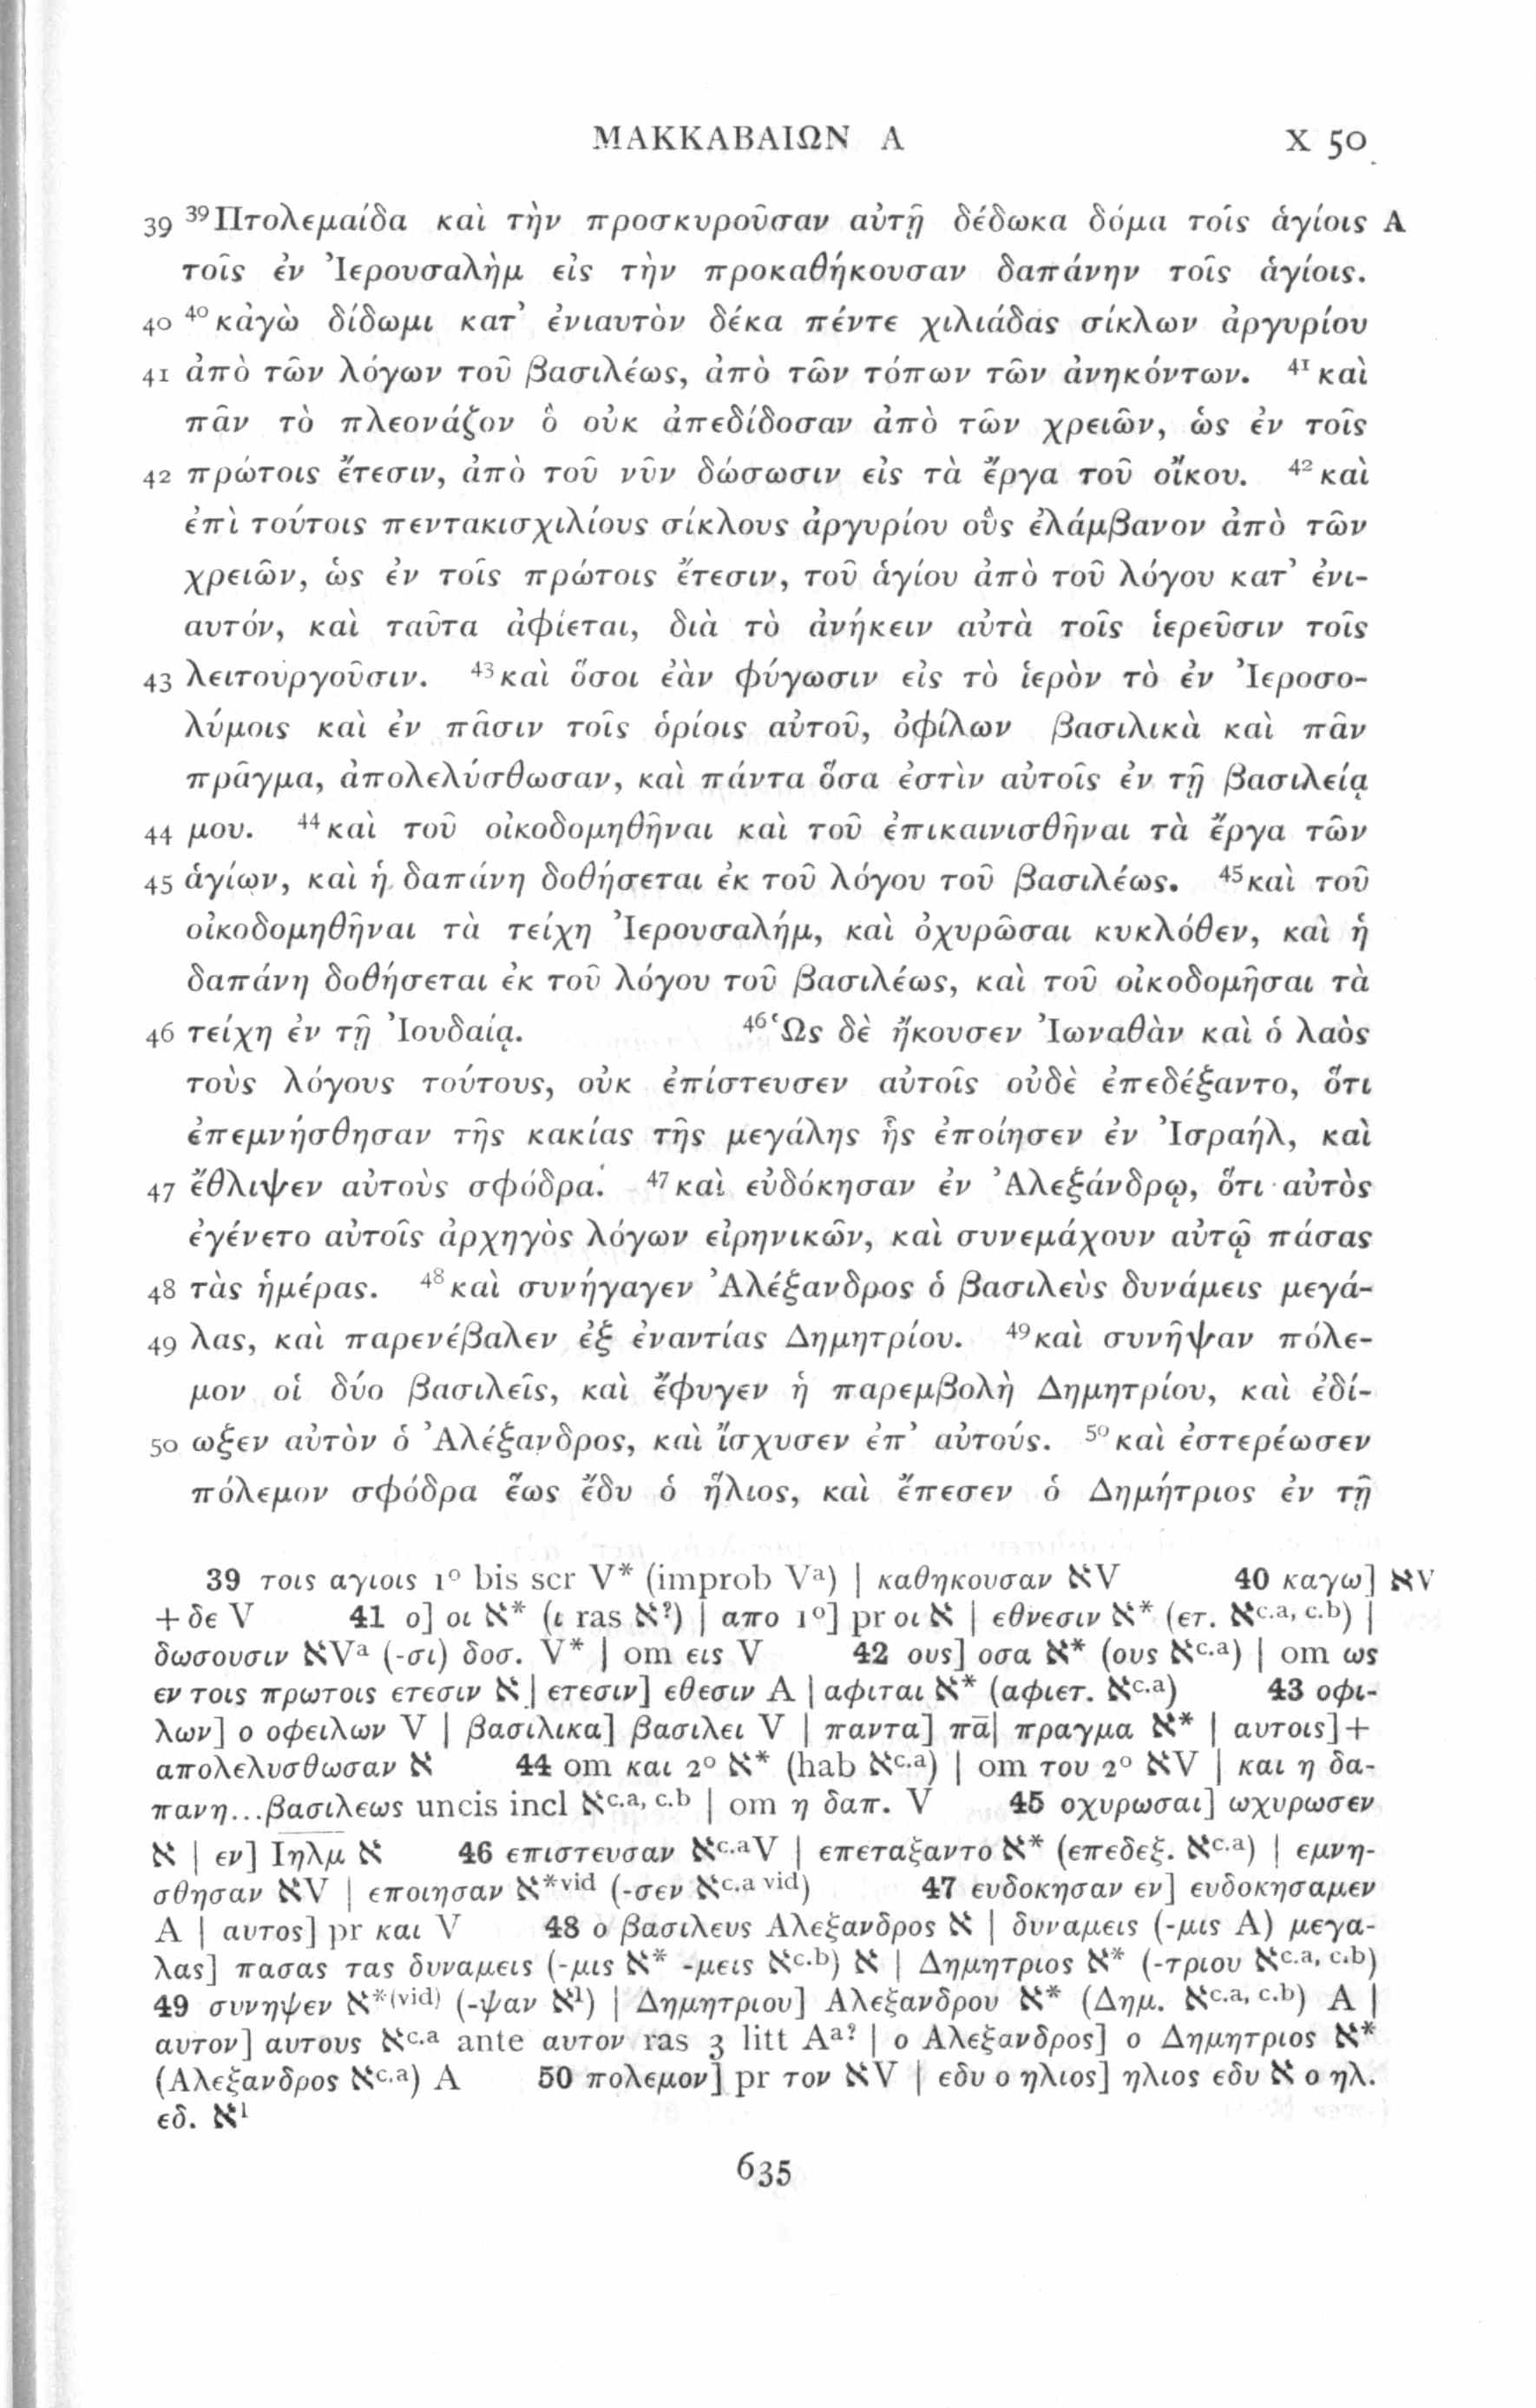 ΜΑΚΚΑΒΑΙΩΝ Α X 50
39 ³⁹Πτολεμαίδα καὶ τὴν προσκυροῦσαν αὐτῇ δέδωκα δόμα τοῖς ἁγίοις A
τοῖς ἐν Ἰερουσαλὴμ εἰς τὴν προκαθήκουσαν δαπάνην τοῖς ἁγίοις.
40 ⁴⁰κἀγὼ δίδωμι κατ’ ἐνιαυτὸν δέκα πέντε χιλιάδας σίκλων ἀργυρίου
41 ἀπὸ τῶν λόγων τοῦ βασιλέως, ἀπὸ τῶν τόπων τῶν ἀνηκόντων. ⁴¹καὶ
πᾶν τὸ πλεονάζον ὃ οὐκ ἀπεδίδοσαν ἀπὸ τῶν χρειῶν, ὡς ἐν τοῖς
42 πρώτοις ἔτεσιν, ἀπὸ τοῦ νῦν δώσωσιν εἰς τὰ ἔργα τοῦ οἴκου. ⁴²καὶ
ἐπὶ τούτοις πεντακισχιλίους σίκλους ἀργυρίου οὓς ἐλάμβανον ἀπὸ τῶν
χρειῶν, ὡς ἐν τοῖς πρώτοις ἔτεσιν, τοῦ ἁγίου ἀπὸ τοῦ λόγου κατ’ ἐνι-
αυτόν, καὶ ταῦτα ἀφίεται, διὰ τὸ ἀνήκειν αὐτὰ τοῖς ἱερεῦσιν τοῖς
43 λειτουργοῦσιν. ⁴³καὶ ὅσοι ἐὰν φύγωσιν εἰς τὸ ἱερὸν τὸ ἐν Ἰεροσο-
λύμοις καὶ ἐν πᾶσιν τοῖς ὁρίοις αὐτοῦ, ὀφίλων βασιλικὰ καὶ πᾶν
πρᾶγμα, ἀπολελύσθωσαν, καὶ πάντα ὅσα ἐστὶν αὐτοῖς ἐν τῇ βασιλείᾳ
44 μου. ⁴⁴καὶ τοῦ οἰκοδομηθῆναι καὶ τοῦ ἐπικαινισθῆναι τὰ ἔργα τῶν
45 ἁγίων, καὶ ἡ δαπάνη δοθήσεται ἐκ τοῦ λόγου τοῦ βασιλέως. ⁴⁵καὶ τοῦ
οἰκοδομηθῆναι τὰ τείχη Ἰερουσαλήμ, καὶ ὀχυρῶσαι κυκλόθεν, καὶ ἡ
δαπάνη δοθήσεται ἐκ τοῦ λόγου τοῦ βασιλέως, καὶ τοῦ οἰκοδομῆσαι τὰ
46 τείχη ἐν τῇ Ἰουδαίᾳ. ⁴⁶Ὡς δὲ ἤκουσεν Ἰωναθὰν καὶ ὁ λαὸς
τοὺς λόγους τούτους, οὐκ ἐπίστευσεν αὐτοῖς οὐδὲ ἐπεδέξαντο, ὅτι
ἐπεμνήσθησαν τῆς κακίας τῆς μεγάλης ἧς ἐποίησεν ἐν Ἰσραήλ, καὶ
47 ἔθλιψεν αὐτοὺς σφόδρα. ⁴⁷καὶ εὐδόκησαν ἐν Ἀλεξάνδρῳ, ὅτι αὐτὸς
ἐγένετο αὐτοῖς ἀρχηγὸς λόγων εἰρηνικῶν, καὶ συνεμάχουν αὐτῷ πάσας
48 τὰς ἡμέρας. ⁴⁸καὶ συνήγαγεν Ἀλέξανδρος ὁ βασιλεὺς δυνάμεις μεγά-
49 λας, καὶ παρενέβαλεν ἐξ ἐναντίας Δημητρίου. ⁴⁹καὶ συνῆψαν πόλε-
μον οἱ δύο βασιλεῖς, καὶ ἔφυγεν ἡ παρεμβολὴ Δημητρίου, καὶ ἐδί-
50 ωξεν αὐτὸν ὁ Ἀλέξανδρος, καὶ ἴσχυσεν ἐπ’ αὐτούς. ⁵⁰καὶ ἐστερέωσεν
πόλεμον σφόδρα ἕως ἔδυ ὁ ἥλιος, καὶ ἔπεσεν ὁ Δημήτριος ἐν τῇ
39 τοις αγιοις 1° bis scr V* (improb Vᵃ) | καθηκουσαν ℵV 40 καγω] ℵV
+ δε V 41 ο] οι ℵ* (ι ras ℵ?) | απο 1°] pr οι ℵ | εθνεσιν ℵ* (ετ. ℵᶜ·ᵃ, ᶜ·ᵇ) |
δωσουσιν ℵVᵃ (-σι) δοσ. V* | om εις V 42 ους] οσα ℵ* (ους ℵᶜ·ᵃ) | om ως
εν τοις πρωτοις ετεσιν ℵ | ετεσιν] εθεσιν A | αφιται ℵ* (αφιετ. ℵᶜ·ᵃ) 43 οφι-
λων] ο οφειλων V | βασιλικα] βασιλει V | παντα] πα̅| πραγμα ℵ* | αυτοις] +
απολελυσθωσαν ℵ 44 om και 2° ℵ* (hab ℵᶜ·ᵃ) | om του 2° ℵV | και η δα-
πανη...βασιλεως uncis incl ℵᶜ·ᵃ, ᶜ·ᵇ | om η δαπ. V 45 οχυρωσαι] ωχυρωσεν
ℵ | εν] Ιηλμ ℵ 46 επιστευσαν ℵᶜ·ᵃV | επεταξαντο ℵ* (επεδεξ. ℵᶜ·ᵃ) | εμνη-
σθησαν ℵV | εποιησαν ℵ*ᵛⁱᵈ (-σεν ℵᶜ·ᵃ ᵛⁱᵈ) 47 ευδοκησαν εν] ευδοκησαμεν
A | αυτος] pr και V 48 ο βασιλευς Αλεξανδρος ℵ | δυναμεις (-μις A) μεγα-
λας] πασας τας δυναμεις (-μις ℵ* -μεις ℵᶜ·ᵇ) ℵ | Δημητριος ℵ* (-τριου ℵᶜ·ᵃ, ᶜ·ᵇ)
49 συνηψεν ℵ*⁽ᵛⁱᵈ⁾ (-ψαν ℵ¹) | Δημητριου] Αλεξανδρου ℵ* (Δημ. ℵᶜ·ᵃ, ᶜ·ᵇ) A |
αυτον] αυτους ℵᶜ·ᵃ ante αυτον ras 3 litt Aᵃ? | ο Αλεξανδρος] ο Δημητριος ℵ*
(Αλεξανδρος ℵᶜ·ᵃ) A 50 πολεμον] pr τον ℵV | εδυ ο ηλιος] ηλιος εδυ ℵ ο ηλ.
εδ. ℵ¹
635